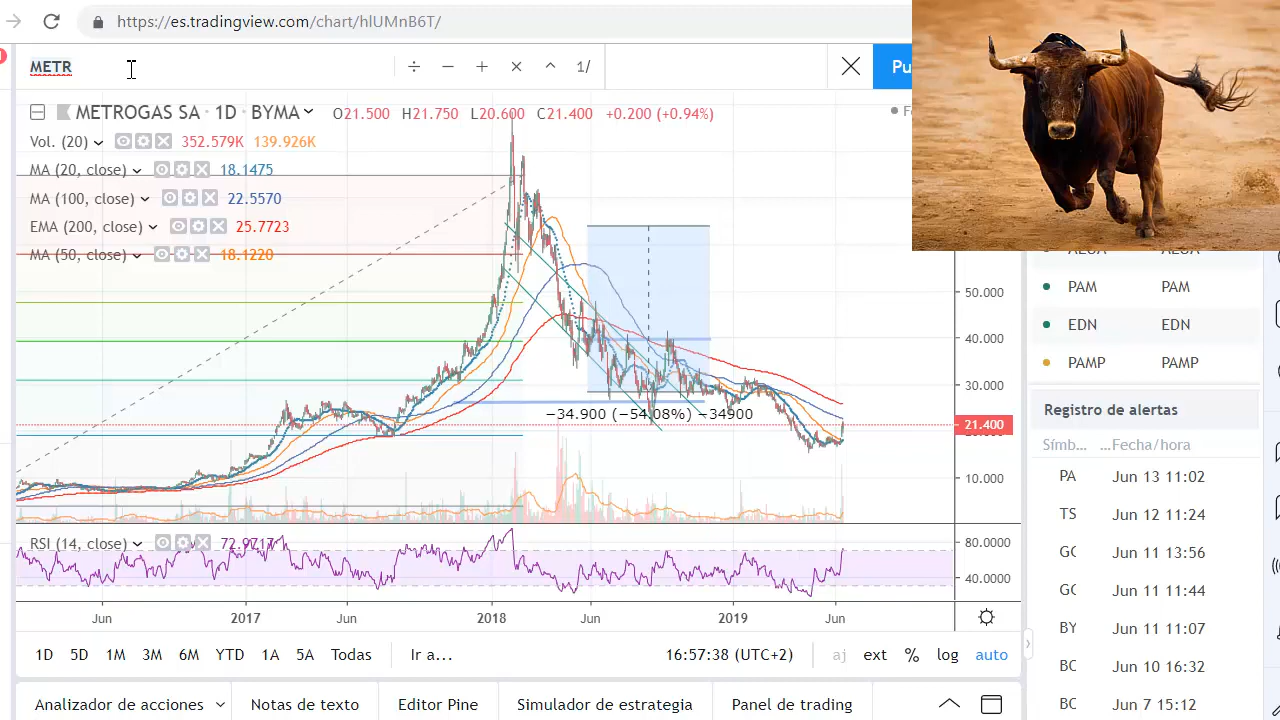 https://es.tradingview.com/chart/hlUMnB6T/
METR
÷ − + × ^ 1/
Pu
METROGAS SA · 1D · BYMA O21.500 H21.750 L20.600 C21.400 +0.200 (+0.94%)
Vol. (20) 352.579K 139.926K
MA (20, close) 18.1475
MA (100, close) 22.5570
EMA (200, close) 25.7723
MA (50, close) 18.1220
50.000
40.000
30.000
−34.900 (−54.08%) −34900
21.400
10.000
RSI (14, close) 72.9717
80.0000
40.0000
Jun 2017 Jun 2018 Jun 2019 Jun
1D 5D 1M 3M 6M YTD 1A 5A Todas Ir a... 16:57:38 (UTC+2) aj ext % log auto
Analizador de acciones Notas de texto Editor Pine Simulador de estrategia Panel de trading
PAM PAM
EDN EDN
PAMP PAMP
Registro de alertas
Símb... ...Fecha/hora
PA Jun 13 11:02
TS Jun 12 11:24
GC Jun 11 13:56
GC Jun 11 11:44
BY Jun 11 11:07
BC Jun 10 16:32
BC Jun 7 15:12